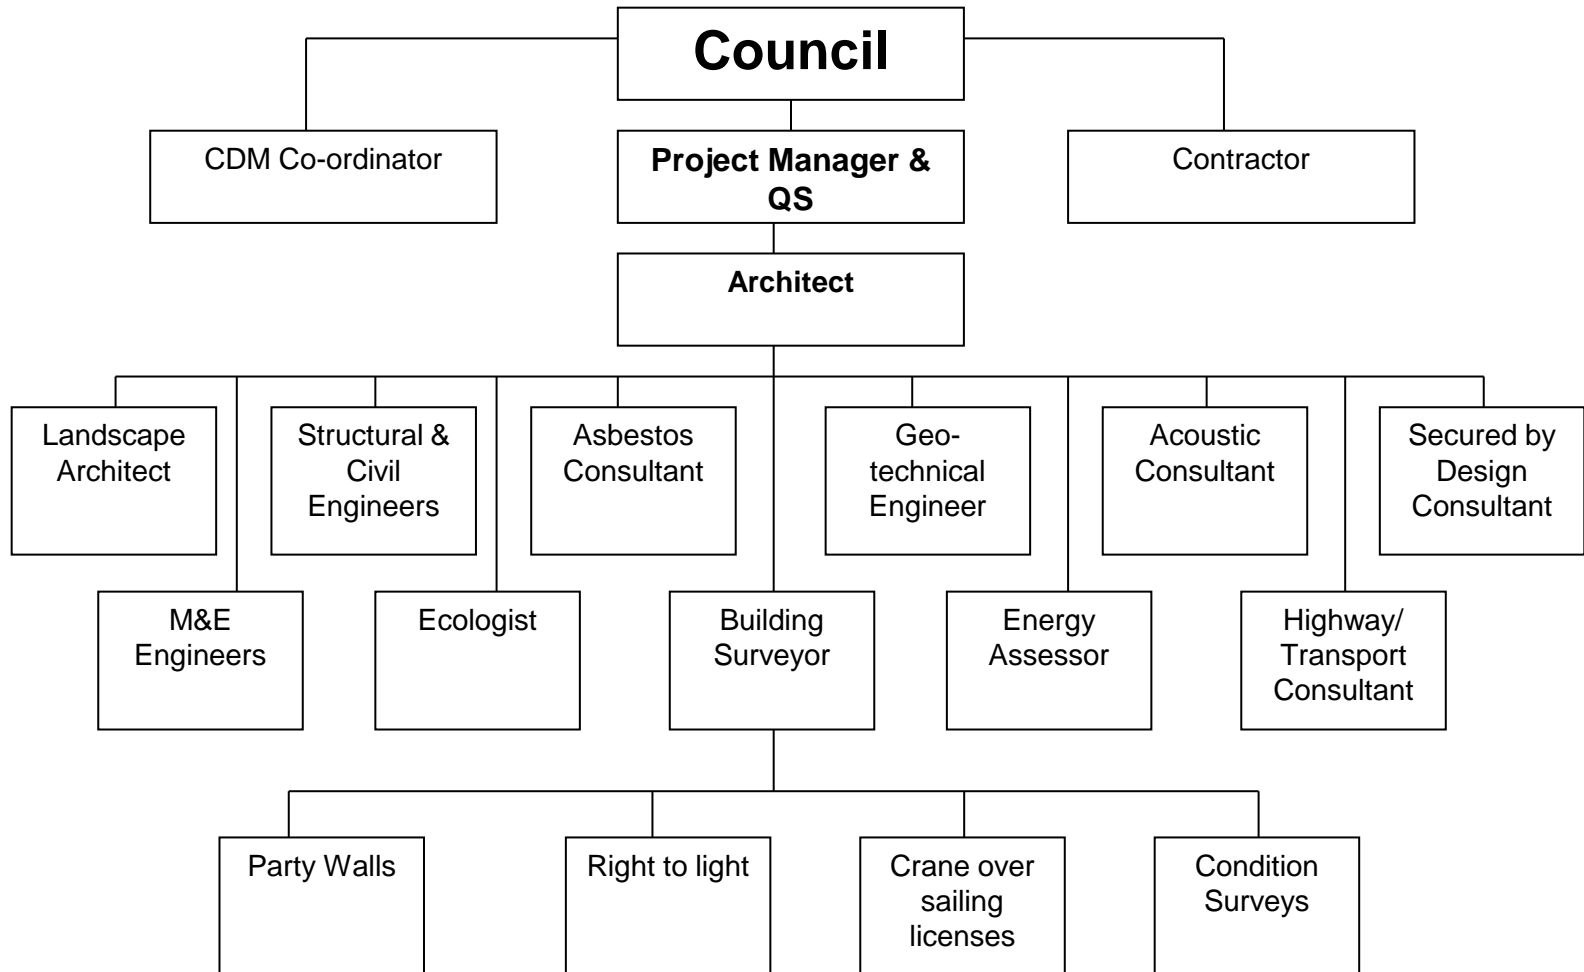 Council
CDM Co-ordinator
Project Manager &
QS
Contractor
Architect
Landscape
Architect
Structural &
Civil
Engineers
Asbestos
Consultant
Geo-
technical
Engineer
Acoustic
Consultant
Secured by
Design
Consultant
M&E
Engineers
Ecologist
Building
Surveyor
Energy
Assessor
Highway/
Transport
Consultant
Party Walls
Right to light
Crane over
sailing
licenses
Condition
Surveys